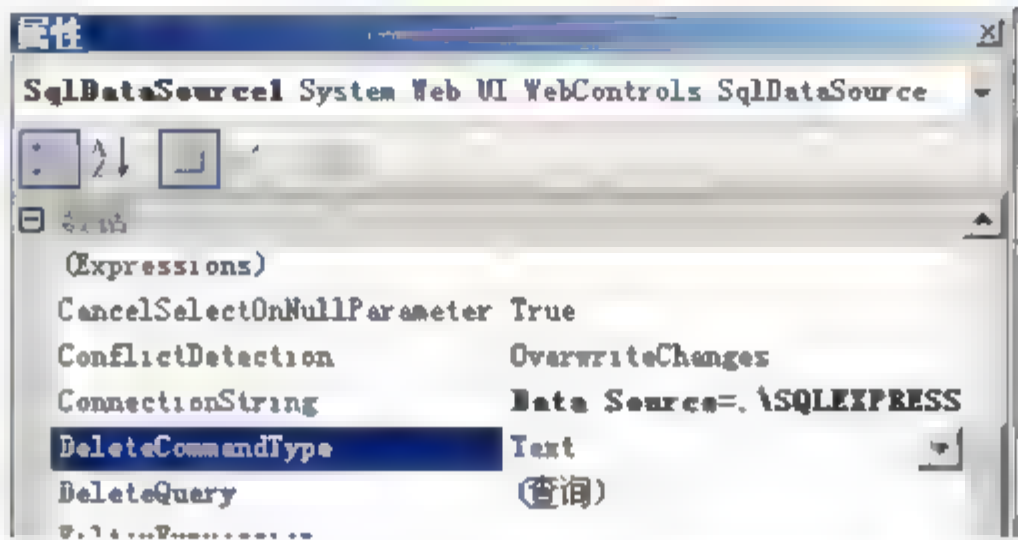 属性
SqlDataSource1 System Web UI WebControls SqlDataSource
(Expressions)
CancelSelectOnNullParameter True
ConflictDetection OverwriteChanges
ConnectionString Data Source=.\SQLEXPRESS
DeleteCommandType Text
DeleteQuery (查询)